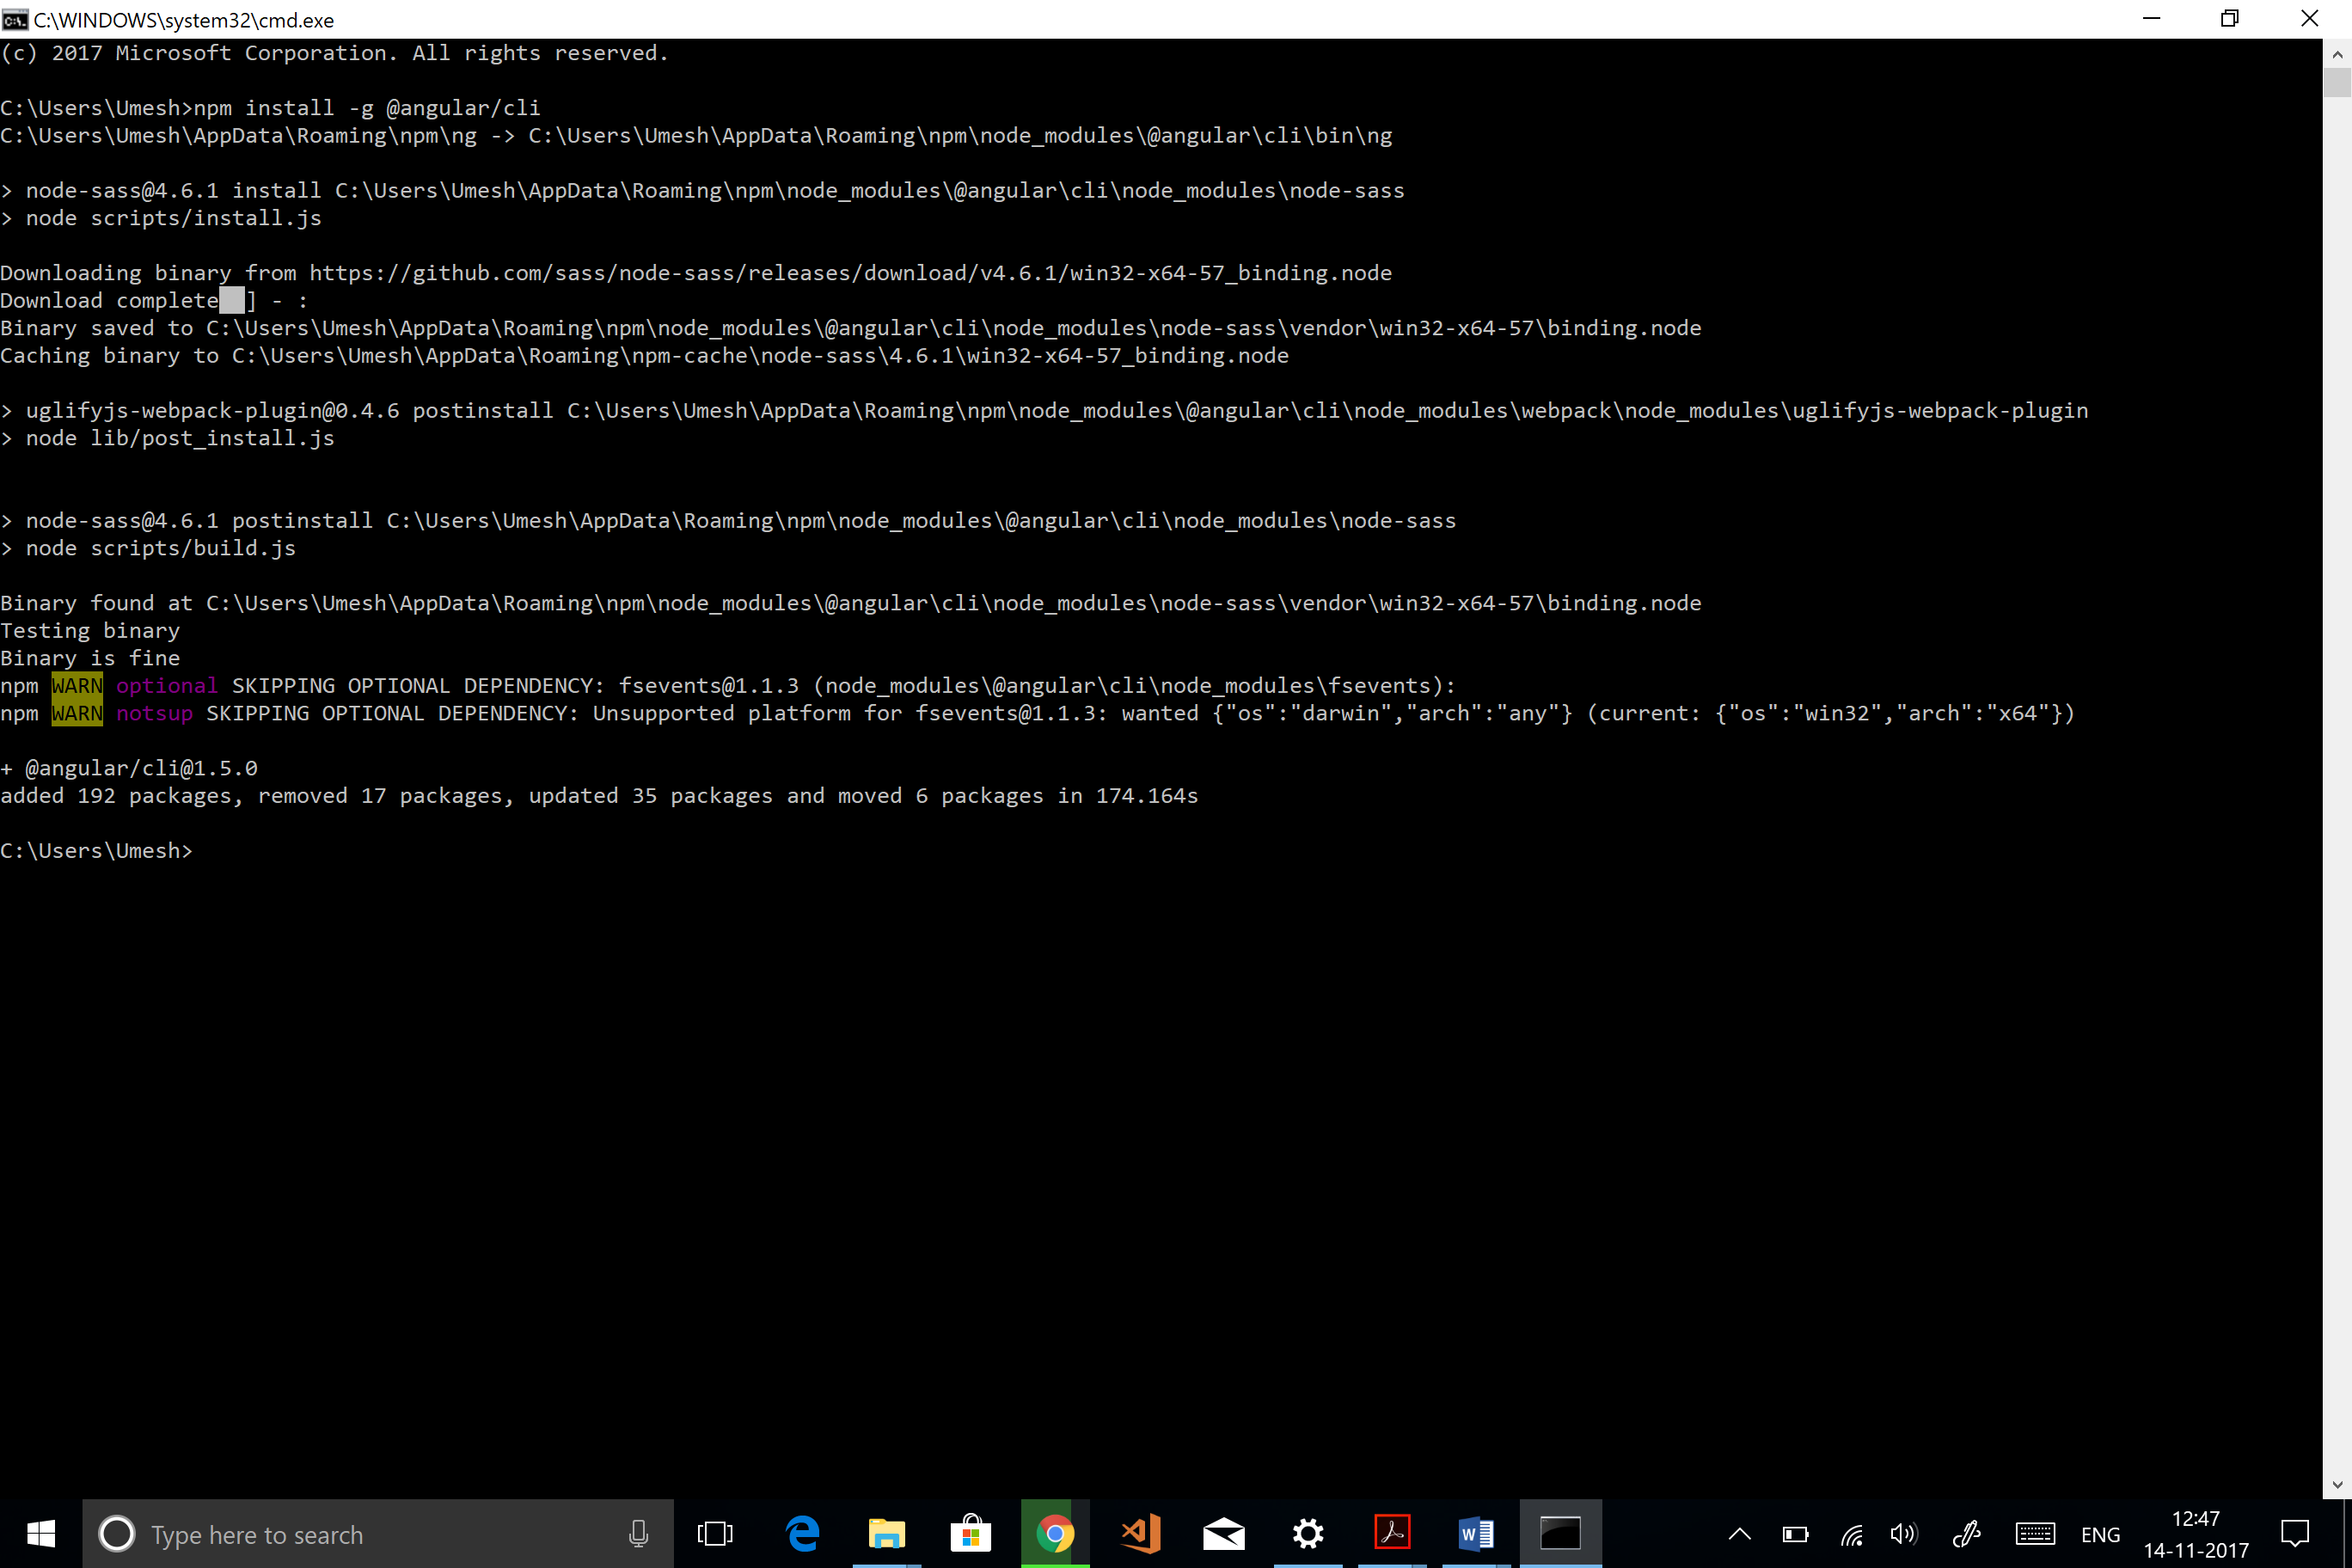 C:\WINDOWS\system32\cmd.exe
(c) 2017 Microsoft Corporation. All rights reserved.
C:\Users\Umesh>npm install -g @angular/cli
C:\Users\Umesh\AppData\Roaming\npm\ng -> C:\Users\Umesh\AppData\Roaming\npm\node_modules\@angular\cli\bin\ng
> node-sass@4.6.1 install C:\Users\Umesh\AppData\Roaming\npm\node_modules\@angular\cli\node_modules\node-sass
> node scripts/install.js
Downloading binary from https://github.com/sass/node-sass/releases/download/v4.6.1/win32-x64-57_binding.node
Download complete ] - :
Binary saved to C:\Users\Umesh\AppData\Roaming\npm\node_modules\@angular\cli\node_modules\node-sass\vendor\win32-x64-57\binding.node
Caching binary to C:\Users\Umesh\AppData\Roaming\npm-cache\node-sass\4.6.1\win32-x64-57_binding.node
> uglifyjs-webpack-plugin@0.4.6 postinstall C:\Users\Umesh\AppData\Roaming\npm\node_modules\@angular\cli\node_modules\webpack\node_modules\uglifyjs-webpack-plugin
> node lib/post_install.js
> node-sass@4.6.1 postinstall C:\Users\Umesh\AppData\Roaming\npm\node_modules\@angular\cli\node_modules\node-sass
> node scripts/build.js
Binary found at C:\Users\Umesh\AppData\Roaming\npm\node_modules\@angular\cli\node_modules\node-sass\vendor\win32-x64-57\binding.node
Testing binary
Binary is fine
npm WARN optional SKIPPING OPTIONAL DEPENDENCY: fsevents@1.1.3 (node_modules\@angular\cli\node_modules\fsevents):
npm WARN notsup SKIPPING OPTIONAL DEPENDENCY: Unsupported platform for fsevents@1.1.3: wanted {"os":"darwin","arch":"any"} (current: {"os":"win32","arch":"x64"})
+ @angular/cli@1.5.0
added 192 packages, removed 17 packages, updated 35 packages and moved 6 packages in 174.164s
C:\Users\Umesh>
Type here to search
ENG
12:47
14-11-2017